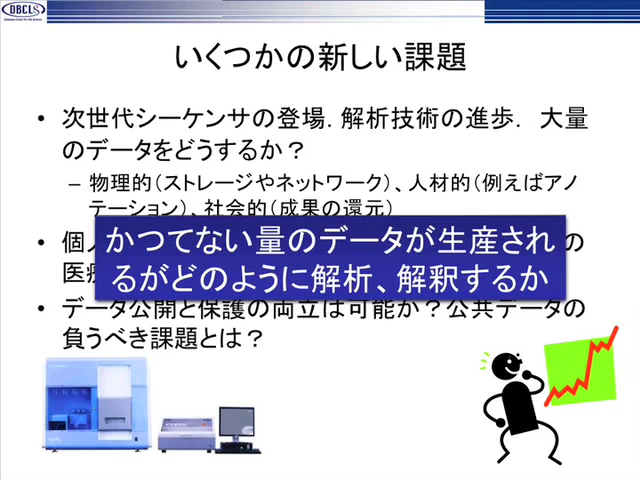 DBCLS
いくつかの新しい課題
• 次世代シーケンサの登場．解析技術の進歩． 大量
のデータをどうするか？
– 物理的（ストレージやネットワーク）、人材的（例えばアノ
テーション）、社会的（成果の還元）
かつてない量のデータが生産され
るがどのように解析、解釈するか
• 個 の
医療
• データ公開と保護の両立は可能か？公共データの
負うべき課題とは？